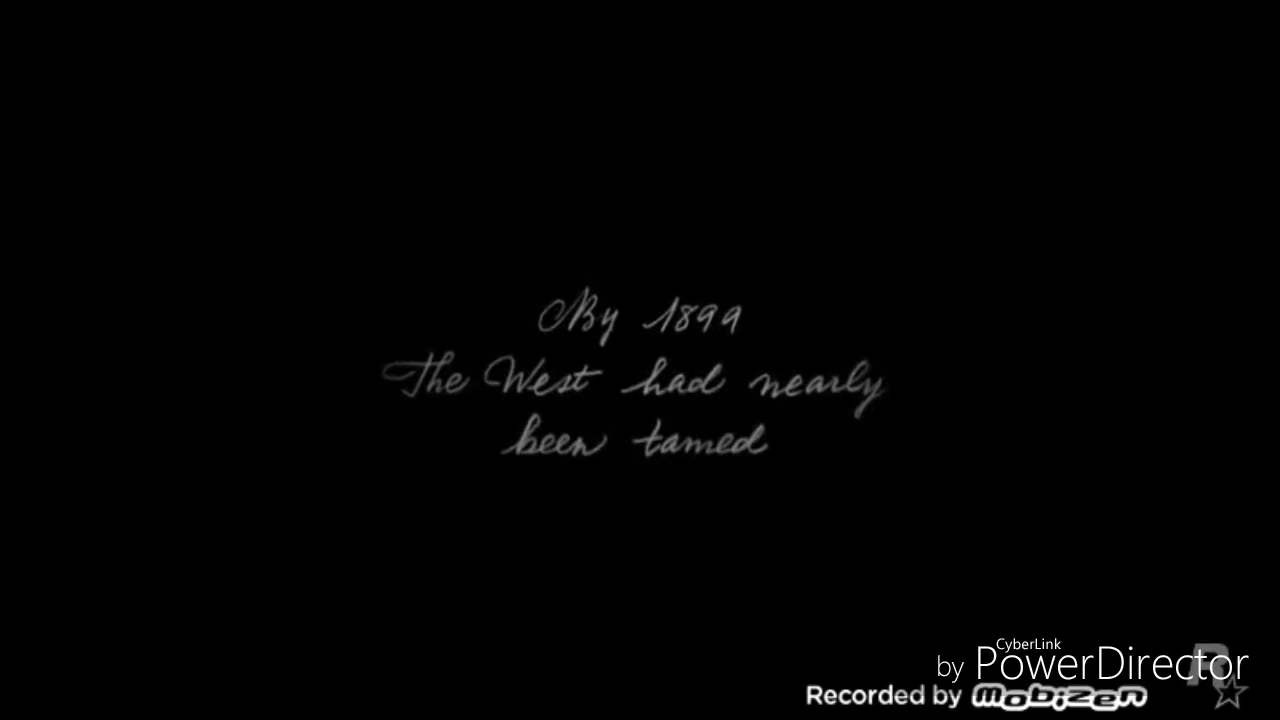 By 1899
The West had nearly
been tamed
CyberLink
by PowerDirector
R
Recorded by mobizen